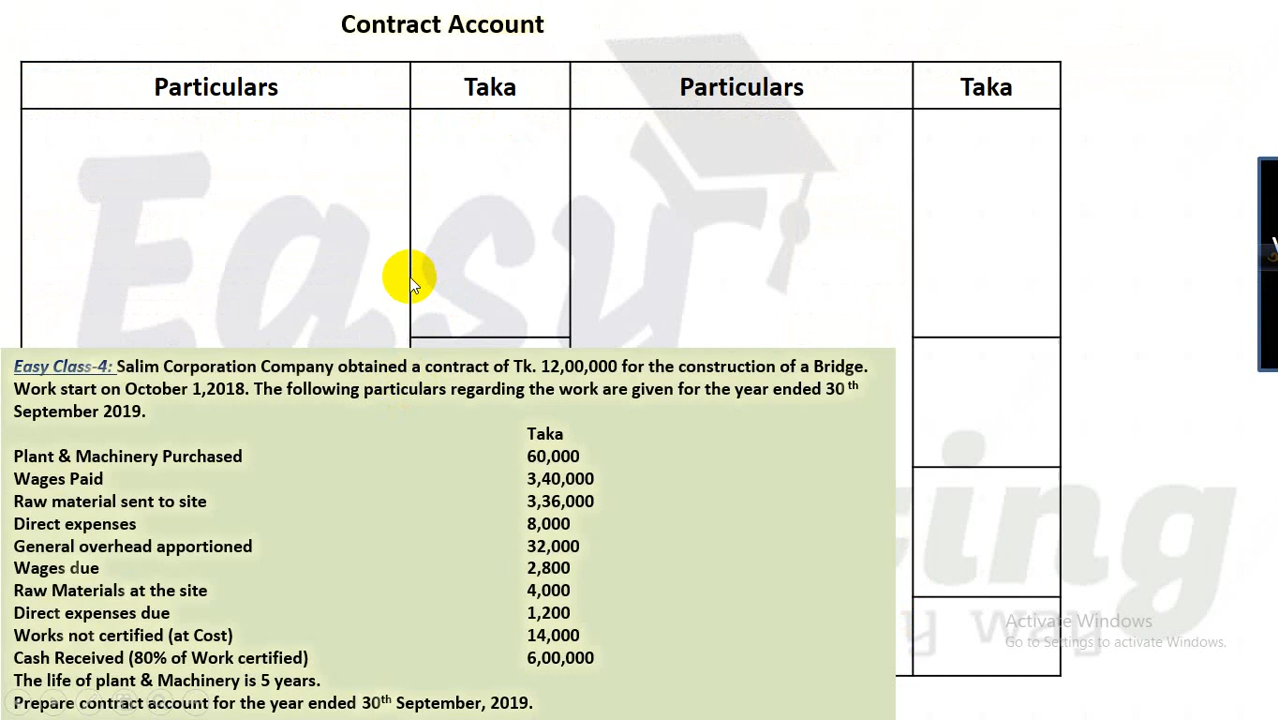 Contract Account
Particulars Taka Particulars Taka
Easy
Easy Class-4: Salim Corporation Company obtained a contract of Tk. 12,00,000 for the construction of a Bridge.
Work start on October 1,2018. The following particulars regarding the work are given for the year ended 30 th
September 2019.
Taka
Plant & Machinery Purchased 60,000
Wages Paid 3,40,000
Raw material sent to site 3,36,000
Direct expenses 8,000
General overhead apportioned 32,000
Wages due 2,800
Raw Materials at the site 4,000
Direct expenses due 1,200
Works not certified (at Cost) 14,000
Cash Received (80% of Work certified) 6,00,000
The life of plant & Machinery is 5 years.
Prepare contract account for the year ended 30th September, 2019.
way
Activate Windows
Go to Settings to activate Windows.